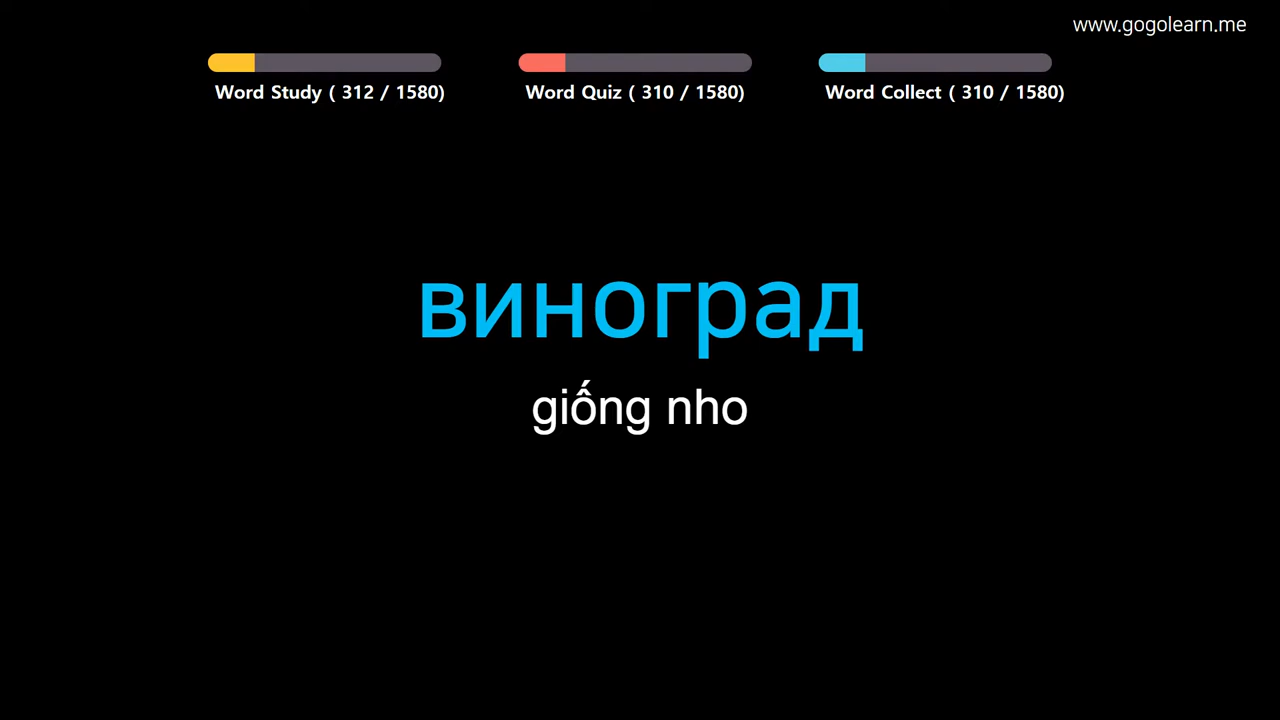 www.gogolearn.me
Word Study ( 312 / 1580)
Word Quiz ( 310 / 1580)
Word Collect ( 310 / 1580)
виноград
giống nho